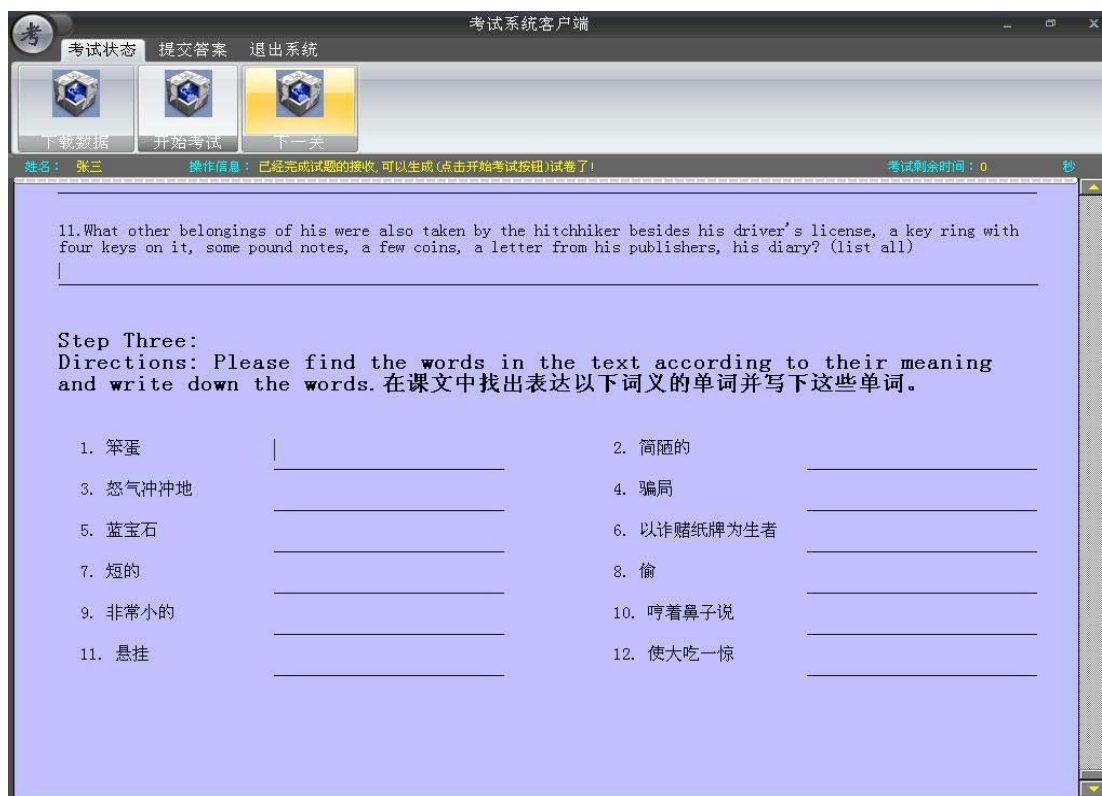 考试系统客户端
考
考试状态 提交答案 退出系统
下载数据 开始考试 下一关
姓名： 张三 操作信息：已经完成试题的接收,可以生成(点击开始考试按钮)试卷了! 考试剩余时间：0 秒
11.What other belongings of his were also taken by the hitchhiker besides his driver's license, a key ring with
four keys on it, some pound notes, a few coins, a letter from his publishers, his diary? (list all)
Step Three:
Directions: Please find the words in the text according to their meaning
and write down the words.在课文中找出表达以下词义的单词并写下这些单词。
1. 笨蛋 2. 简陋的
3. 怒气冲冲地 4. 骗局
5. 蓝宝石 6. 以诈赌纸牌为生者
7. 短的 8. 偷
9. 非常小的 10. 哼着鼻子说
11. 悬挂 12. 使大吃一惊